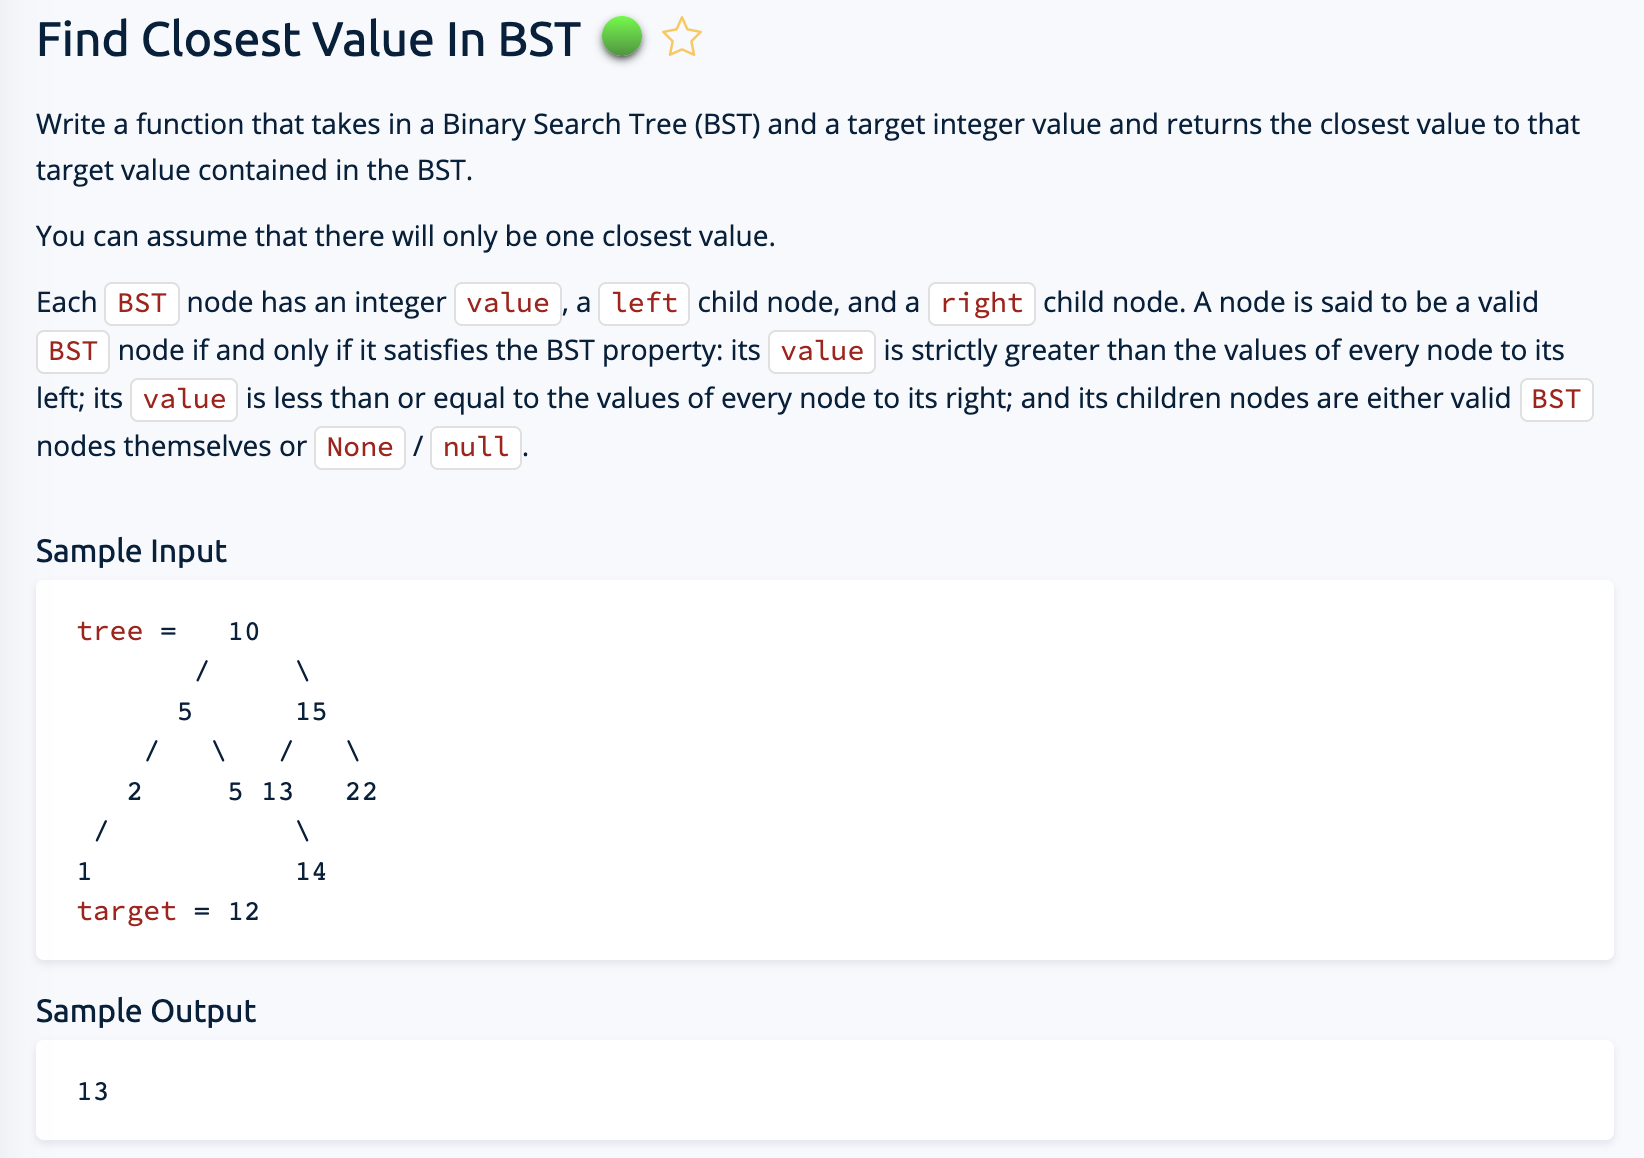 Find Closest Value In BST
Write a function that takes in a Binary Search Tree (BST) and a target integer value and returns the closest value to that
target value contained in the BST.
You can assume that there will only be one closest value.
Each BST node has an integer value, a left child node, and a right child node. A node is said to be a valid
BST node if and only if it satisfies the BST property: its value is strictly greater than the values of every node to its
left; its value is less than or equal to the values of every node to its right; and its children nodes are either valid BST
nodes themselves or None / null.
Sample Input
tree =   10
       /     \
      5      15
    /   \   /   \
   2     5 13   22
 /           \
1            14
target = 12
Sample Output
13